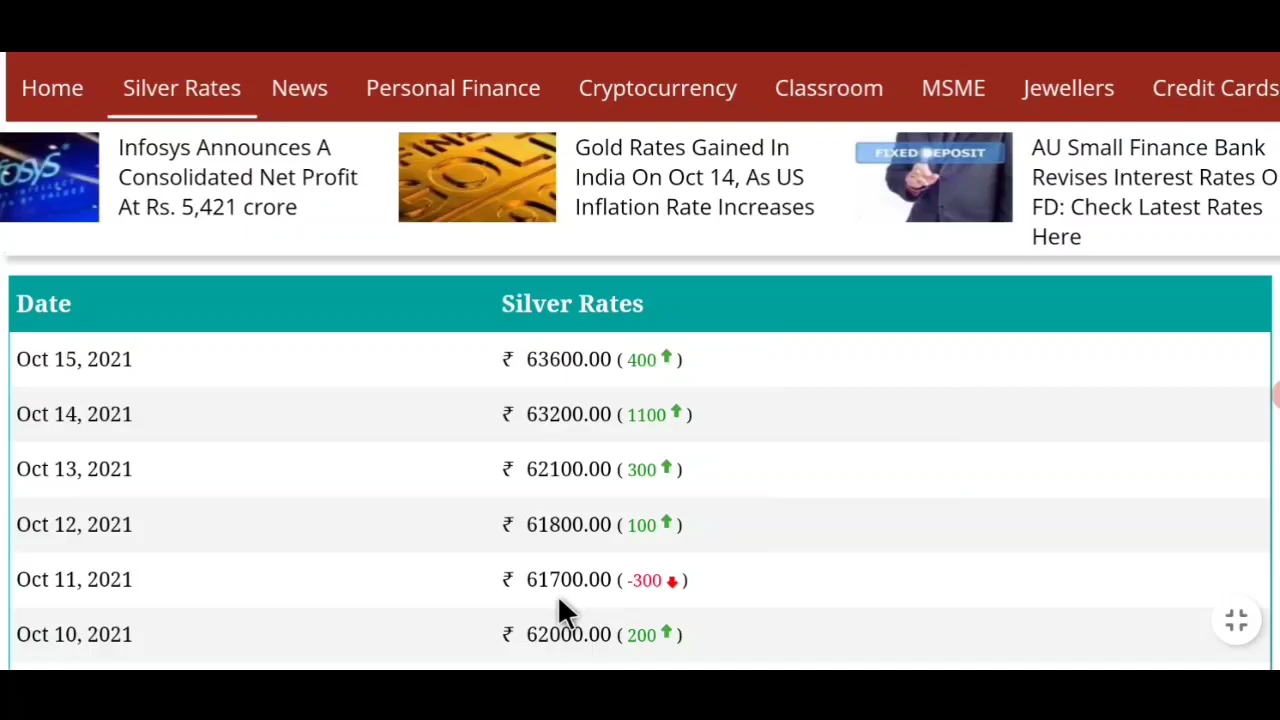 Home Silver Rates News Personal Finance Cryptocurrency Classroom MSME Jewellers Credit Cards
Infosys Announces A
Consolidated Net Profit
At Rs. 5,421 crore
Gold Rates Gained In
India On Oct 14, As US
Inflation Rate Increases
FIXED DEPOSIT
AU Small Finance Bank
Revises Interest Rates O
FD: Check Latest Rates
Here
Date Silver Rates
Oct 15, 2021 ₹ 63600.00 ( 400 )
Oct 14, 2021 ₹ 63200.00 ( 1100 )
Oct 13, 2021 ₹ 62100.00 ( 300 )
Oct 12, 2021 ₹ 61800.00 ( 100 )
Oct 11, 2021 ₹ 61700.00 ( -300 )
Oct 10, 2021 ₹ 62000.00 ( 200 )